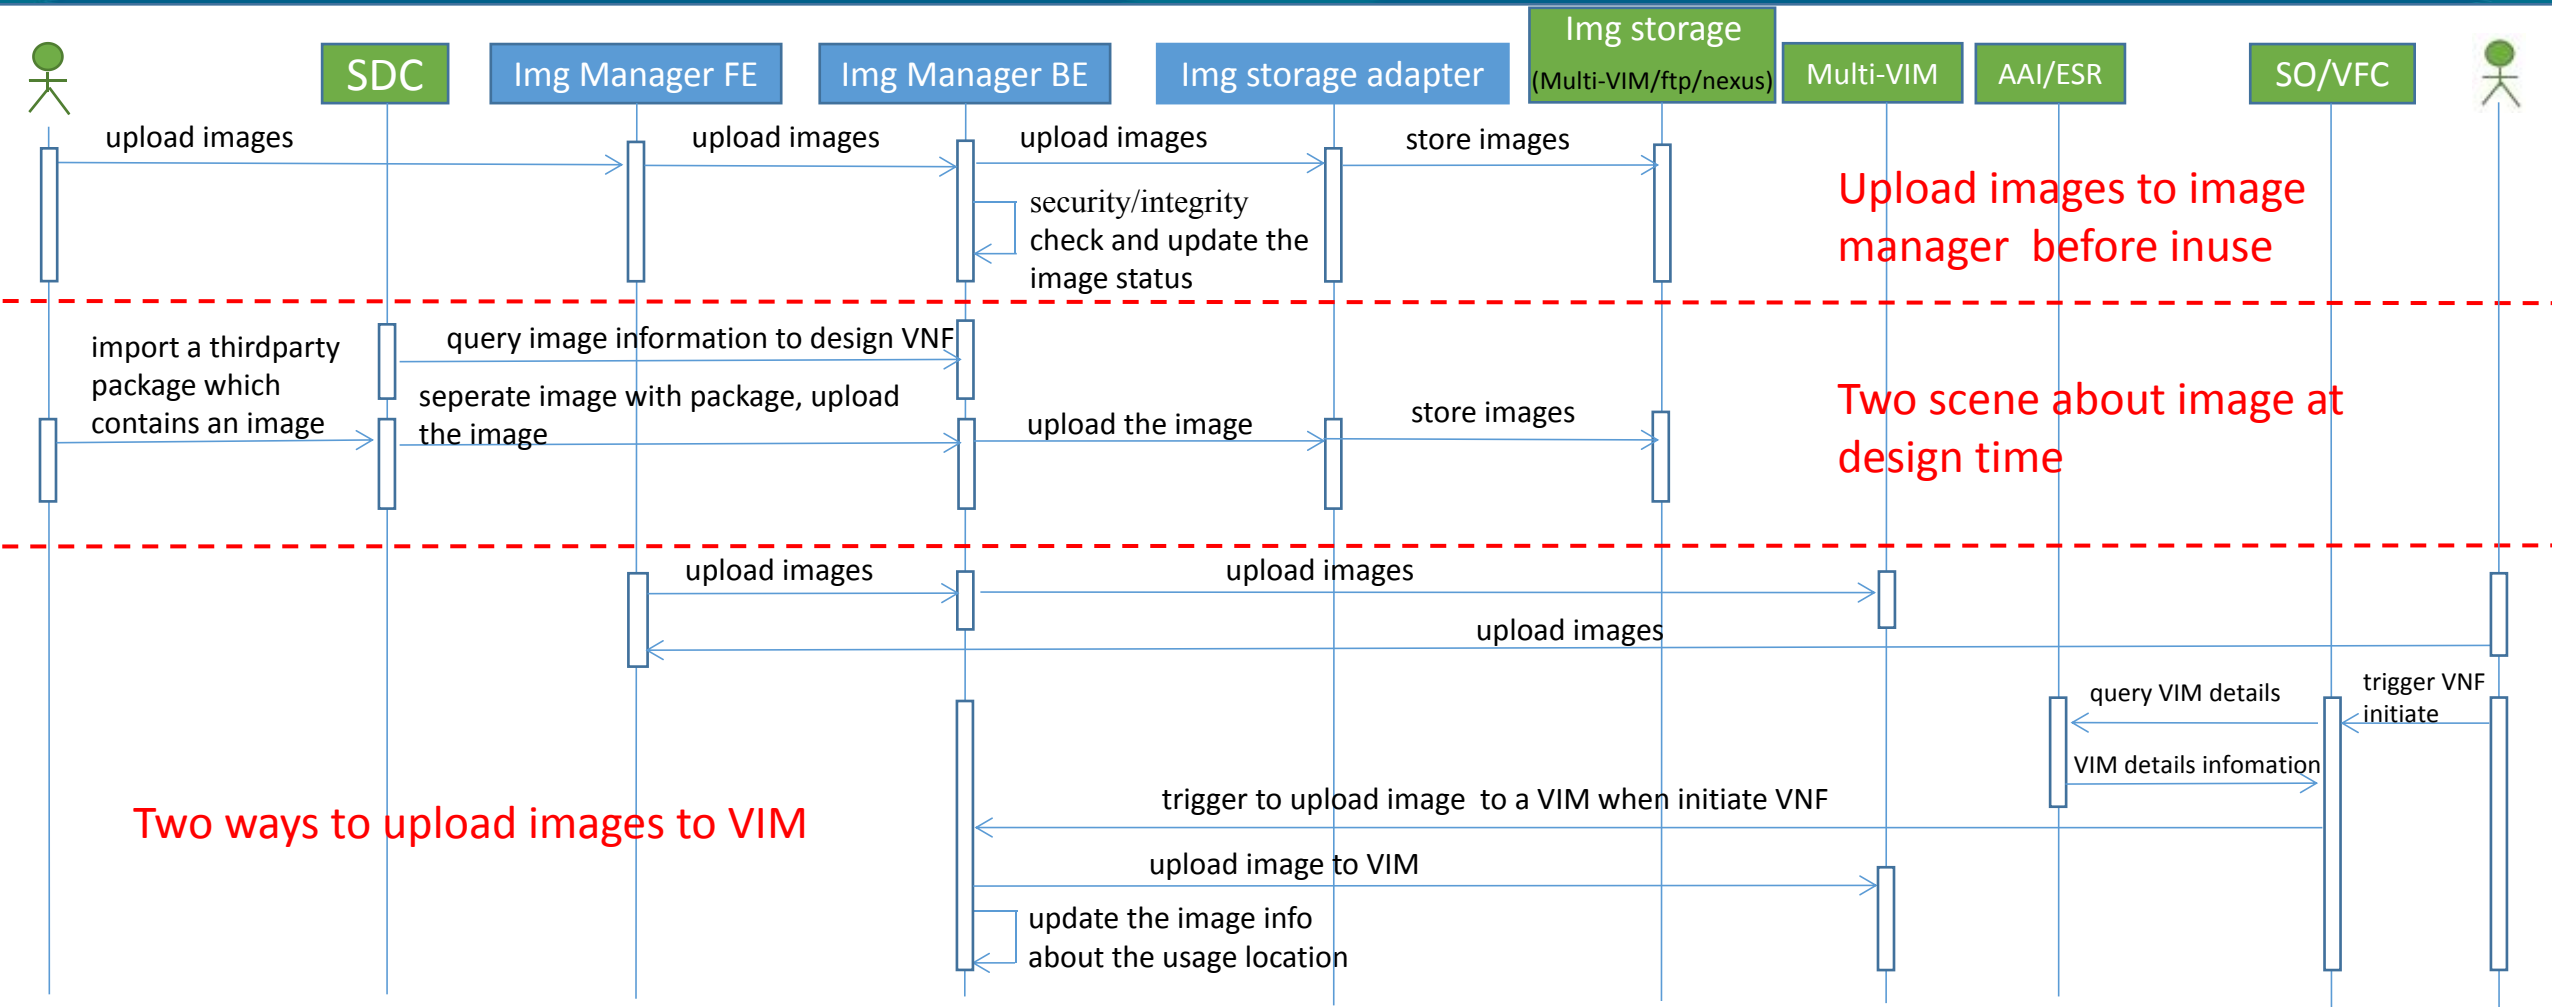 SDC
Img Manager FE
Img Manager BE
Img storage adapter
Img storage
(Multi-VIM/ftp/nexus)
Multi-VIM
AAI/ESR
SO/VFC
upload images
upload images
upload images
store images
security/integrity
check and update the
image status
Upload images to image
manager  before inuse
import a thirdparty
package which
contains an image
query image information to design VNF
seperate image with package, upload
the image
upload the image
store images
Two scene about image at
design time
upload images
upload images
upload images
trigger VNF
initiate
query VIM details
VIM details infomation
trigger to upload image  to a VIM when initiate VNF
Two ways to upload images to VIM
upload image to VIM
update the image info
about the usage location